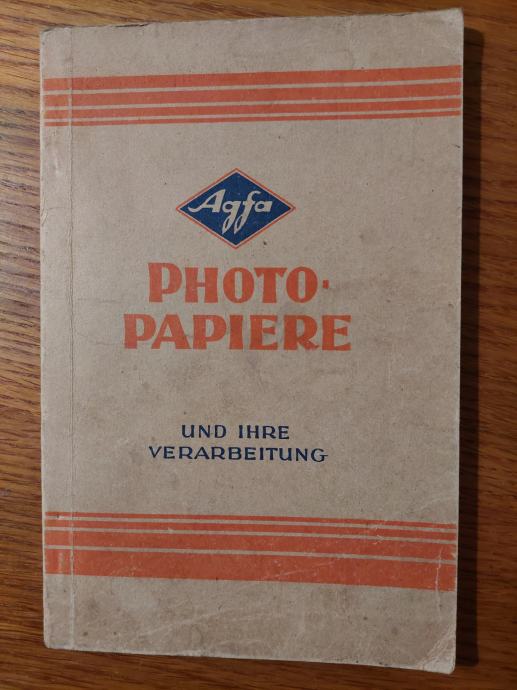 Agfa
PHOTO-
PAPIERE
UND IHRE
VERARBEITUNG